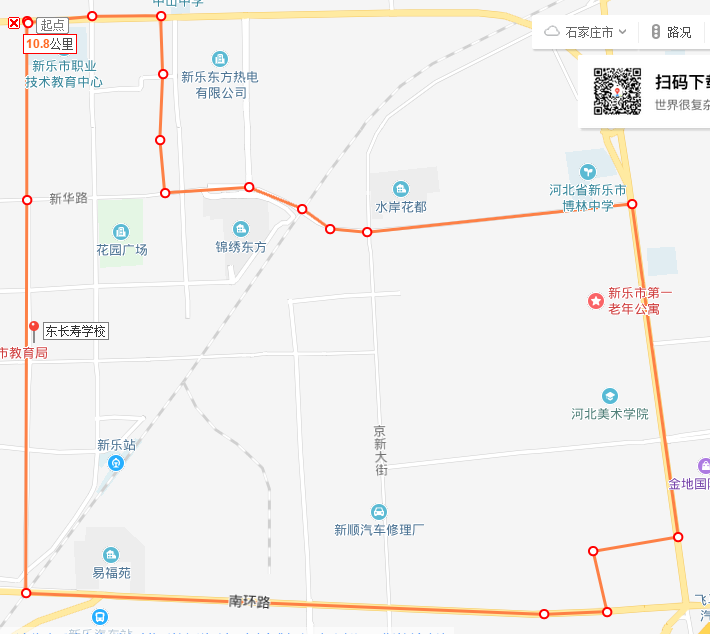 中山中学
起点
10.8公里
石家庄市
路况
新乐市职业
技术教育中心
新乐东方热电
有限公司
扫码下载
世界很复杂
新华路
水岸花都
河北省新乐市
博林中学
花园广场
锦绣东方
新乐市第一
老年公寓
东长寿学校
市教育局
河北美术学院
京新大街
新乐站
金地国际
新顺汽车修理厂
易福苑
南环路
新乐汽车站